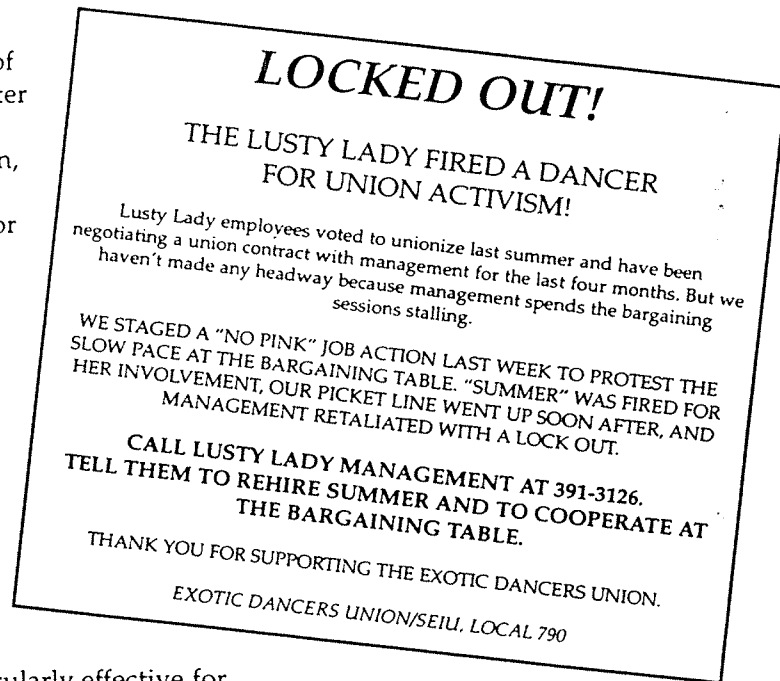 of
n,
LOCKED OUT!
THE LUSTY LADY FIRED A DANCER
FOR UNION ACTIVISM!
Lusty Lady employees voted to unionize last summer and have been
negotiating a union contract with management for the last four months. But we
haven't made any headway because management spends the bargaining
sessions stalling.
WE STAGED A "NO PINK" JOB ACTION LAST WEEK TO PROTEST THE
SLOW PACE AT THE BARGAINING TABLE. "SUMMER" WAS FIRED FOR
HER INVOLVEMENT, OUR PICKET LINE WENT UP SOON AFTER, AND
MANAGEMENT RETALIATED WITH A LOCK OUT.
CALL LUSTY LADY MANAGEMENT AT 391-3126.
TELL THEM TO REHIRE SUMMER AND TO COOPERATE AT
THE BARGAINING TABLE.
THANK YOU FOR SUPPORTING THE EXOTIC DANCERS UNION.
EXOTIC DANCERS UNION/SEIU, LOCAL 790
effective for